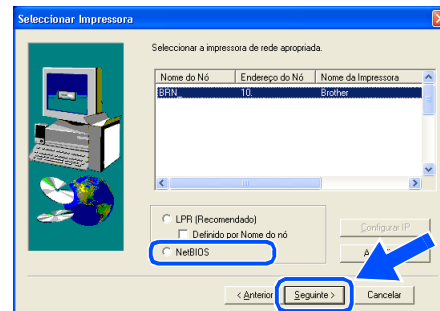 Seleccionar Impressora
Seleccionar a impressora de rede apropriada.
Nome do Nó Endereço do Nó Nome da Impressora
BRN_ 10. Brother
LPR (Recomendado)
Definido por Nome do nó
NetBIOS
Configurar IP
< Anterior Seguinte > Cancelar